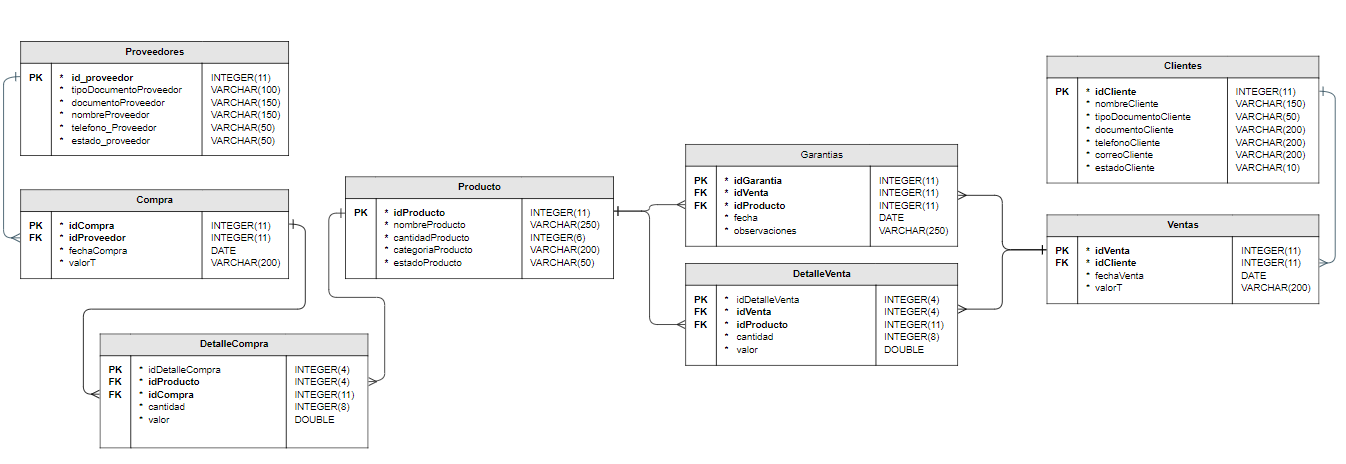 Proveedores
PK * id_proveedor INTEGER(11)
* tipoDocumentoProveedor VARCHAR(100)
* documentoProveedor VARCHAR(150)
* nombreProveedor VARCHAR(150)
* telefono_Proveedor VARCHAR(50)
* estado_proveedor VARCHAR(50)
Compra
PK * idCompra INTEGER(11)
FK * idProveedor INTEGER(11)
* fechaCompra DATE
* valorT VARCHAR(200)
DetalleCompra
PK * idDetalleCompra INTEGER(4)
FK * idProducto INTEGER(4)
FK * idCompra INTEGER(11)
* cantidad INTEGER(8)
* valor DOUBLE
Producto
PK * idProducto INTEGER(11)
* nombreProducto VARCHAR(250)
* cantidadProducto INTEGER(6)
* categoriaProducto VARCHAR(200)
* estadoProducto VARCHAR(50)
Garantias
PK * idGarantia INTEGER(11)
FK * idVenta INTEGER(11)
FK * idProducto INTEGER(11)
* fecha DATE
* observaciones VARCHAR(250)
DetalleVenta
PK * idDetalleVenta INTEGER(4)
FK * idVenta INTEGER(4)
FK * idProducto INTEGER(11)
* cantidad INTEGER(8)
* valor DOUBLE
Clientes
PK * idCliente INTEGER(11)
* nombreCliente VARCHAR(150)
* tipoDocumentoCliente VARCHAR(50)
* documentoCliente VARCHAR(200)
* telefonoCliente VARCHAR(200)
* correoCliente VARCHAR(200)
* estadoCliente VARCHAR(10)
Ventas
PK * idVenta INTEGER(11)
FK * idCliente INTEGER(11)
* fechaVenta DATE
* valorT VARCHAR(200)